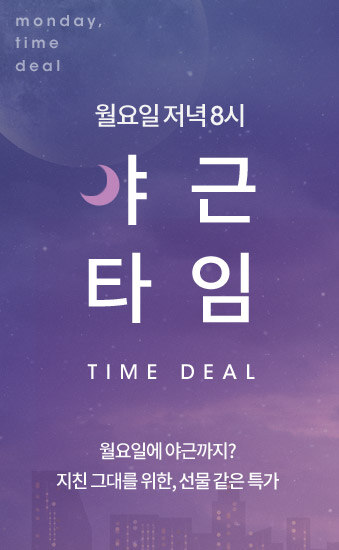 monday,
time
deal
월요일 저녁 8시
야근
타임
TIME DEAL
월요일에 야근까지?
지친 그대를 위한, 선물 같은 특가